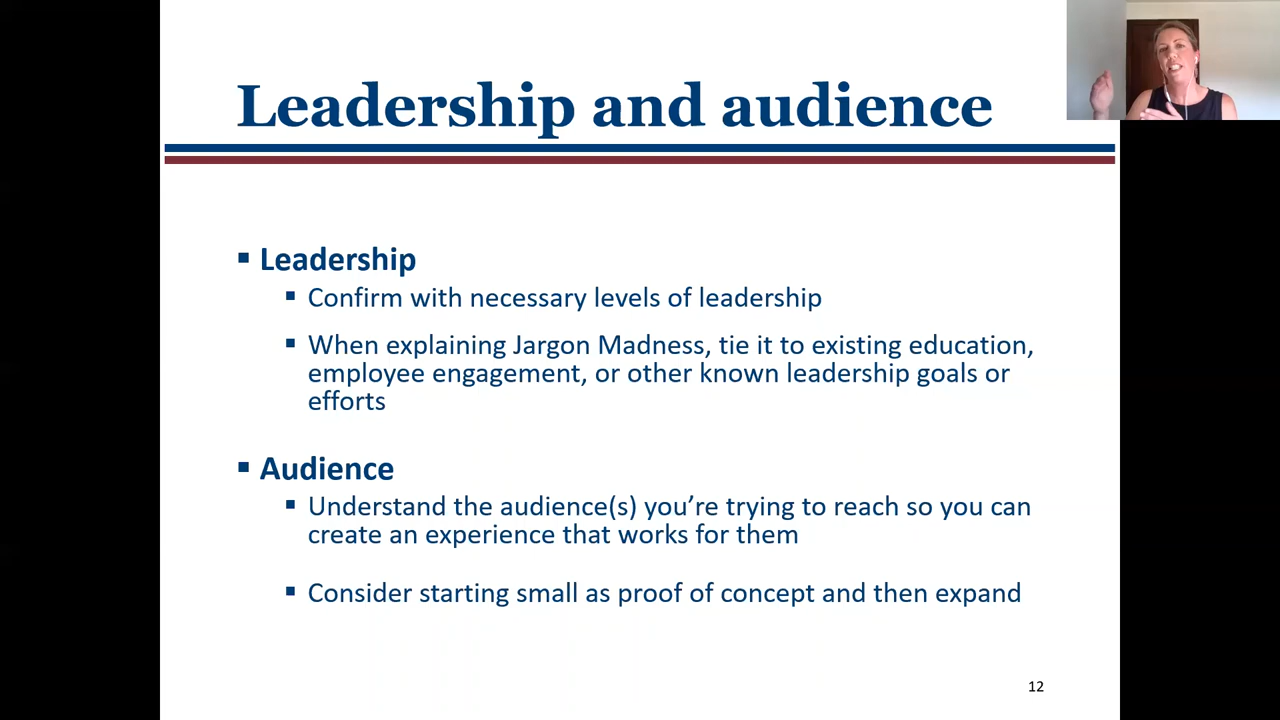 Leadership and audience
▪ Leadership
▪ Confirm with necessary levels of leadership
▪ When explaining Jargon Madness, tie it to existing education,
employee engagement, or other known leadership goals or
efforts
▪ Audience
▪ Understand the audience(s) you’re trying to reach so you can
create an experience that works for them
▪ Consider starting small as proof of concept and then expand
12